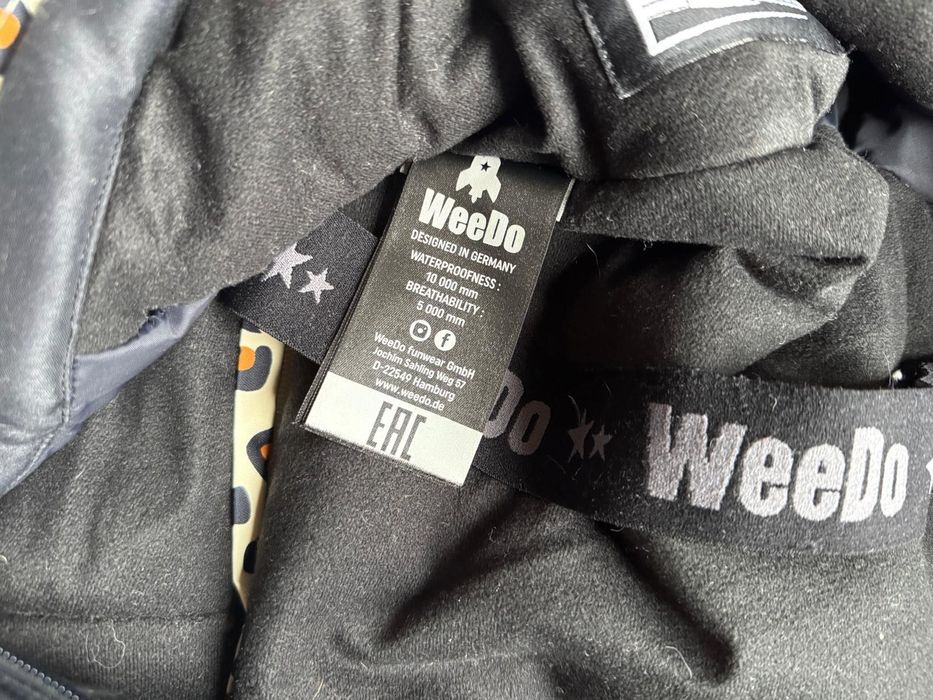 WeeDo
DESIGNED IN GERMANY
WATERPROOFNESS :
10 000 mm
BREATHABILITY :
5 000 mm
WeeDo funwear GmbH
Jochim Sahling Weg 57
D-22549 Hamburg
www.weedo.de
EAC
Do
WeeDo